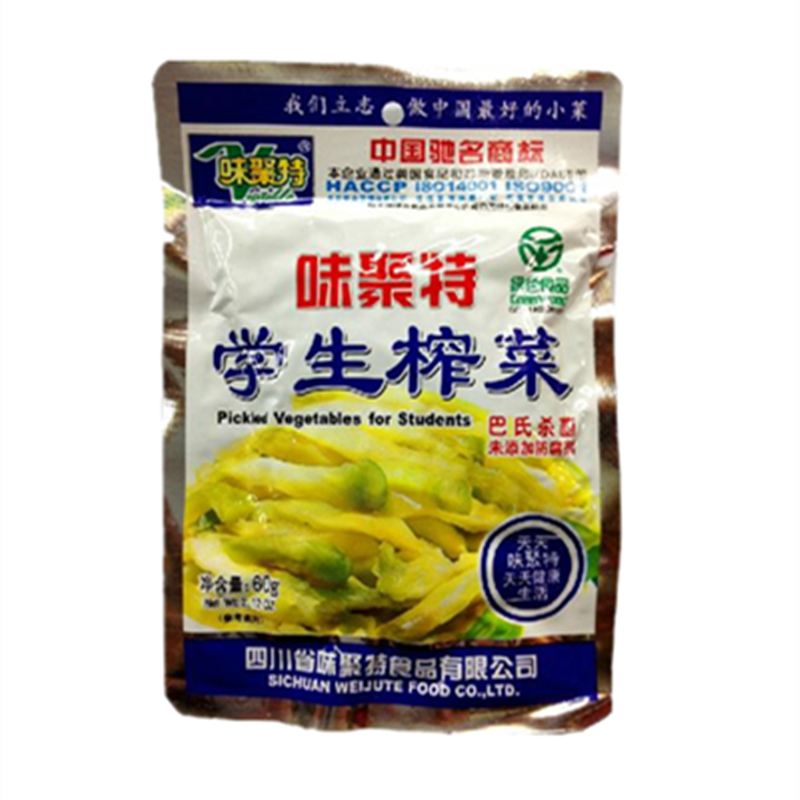 我们立志 做中国最好的小菜
味聚特®
中国驰名商标
HACCP ISO14001 ISO9001
味聚特
绿色食品
学生榨菜
Pickled Vegetables for Students
巴氏杀菌
未添加防腐剂
天天
味聚特
天天健康
生活
净含量:60g
四川省味聚特食品有限公司
SICHUAN WEIJUTE FOOD CO.,LTD.